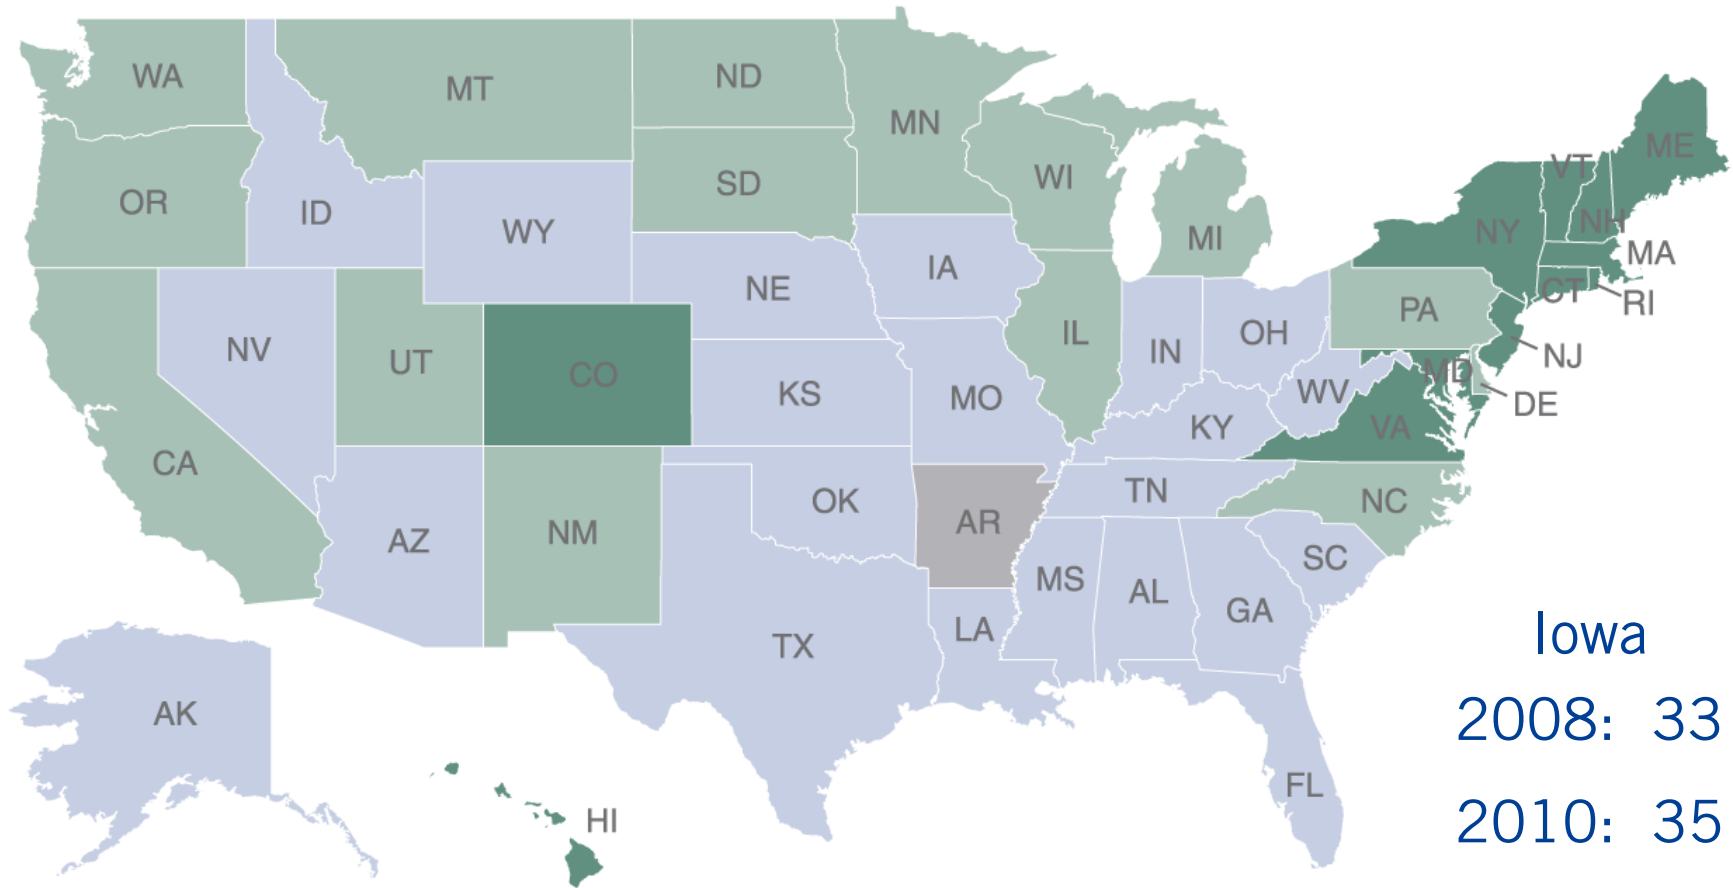 WA
MT
ND
MN
OR
ID
WY
SD
WI
MI
VT
ME
NY
NH
MA
CT
RI
NV
UT
CO
NE
IA
IL
IN
OH
PA
NJ
MD
DE
WV
VA
KS
MO
KY
CA
AZ
NM
OK
AR
TN
NC
SC
MS
AL
GA
LA
TX
AK
HI
FL
Iowa
2008: 33
2010: 35